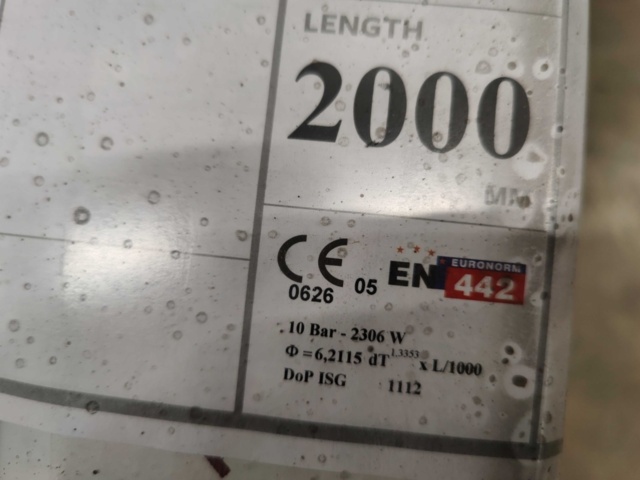 LENGTH
2000
MM
CE
0626 05
EN EURONORM 442
10 Bar - 2306 W
Φ = 6,2115 dT^1,3353 x L/1000
DoP ISG 1112